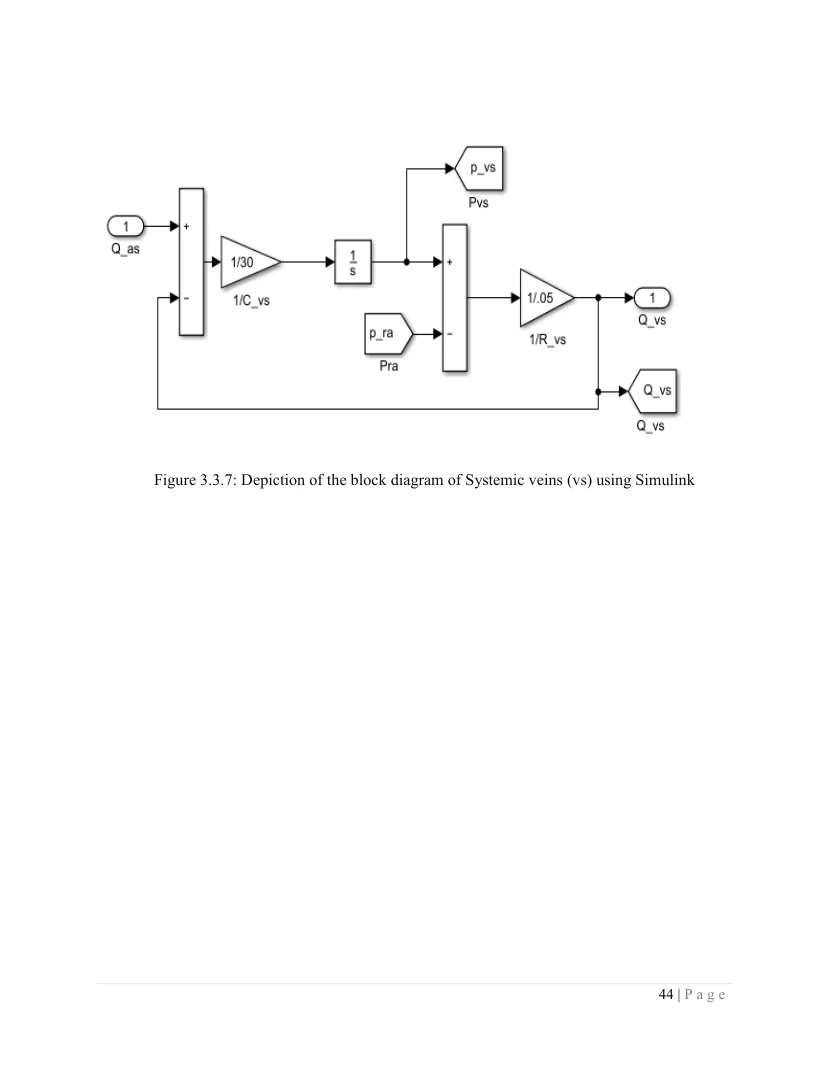 p_vs
Pvs
1
Q_as
+
−
1/30
1/C_vs
1
s
p_ra
Pra
+
−
1/.05
1/R_vs
1
Q_vs
Q_vs
Q_vs
Figure 3.3.7: Depiction of the block diagram of Systemic veins (vs) using Simulink
44 | P a g e